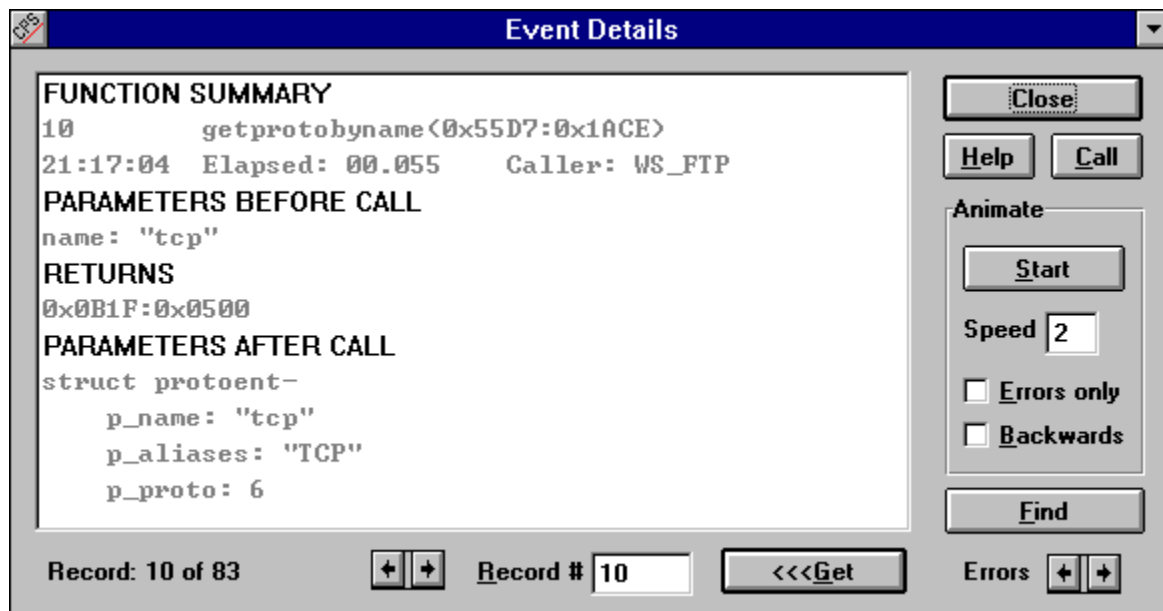 CPS
Event Details
FUNCTION SUMMARY
10 getprotobyname(0x55D7:0x1ACE)
21:17:04 Elapsed: 00.055 Caller: WS_FTP
PARAMETERS BEFORE CALL
name: "tcp"
RETURNS
0x0B1F:0x0500
PARAMETERS AFTER CALL
struct protoent-
p_name: "tcp"
p_aliases: "TCP"
p_proto: 6
Close
Help Call
Animate
Start
Speed 2
Errors only
Backwards
Find
Record: 10 of 83 Record # 10 <<<Get Errors